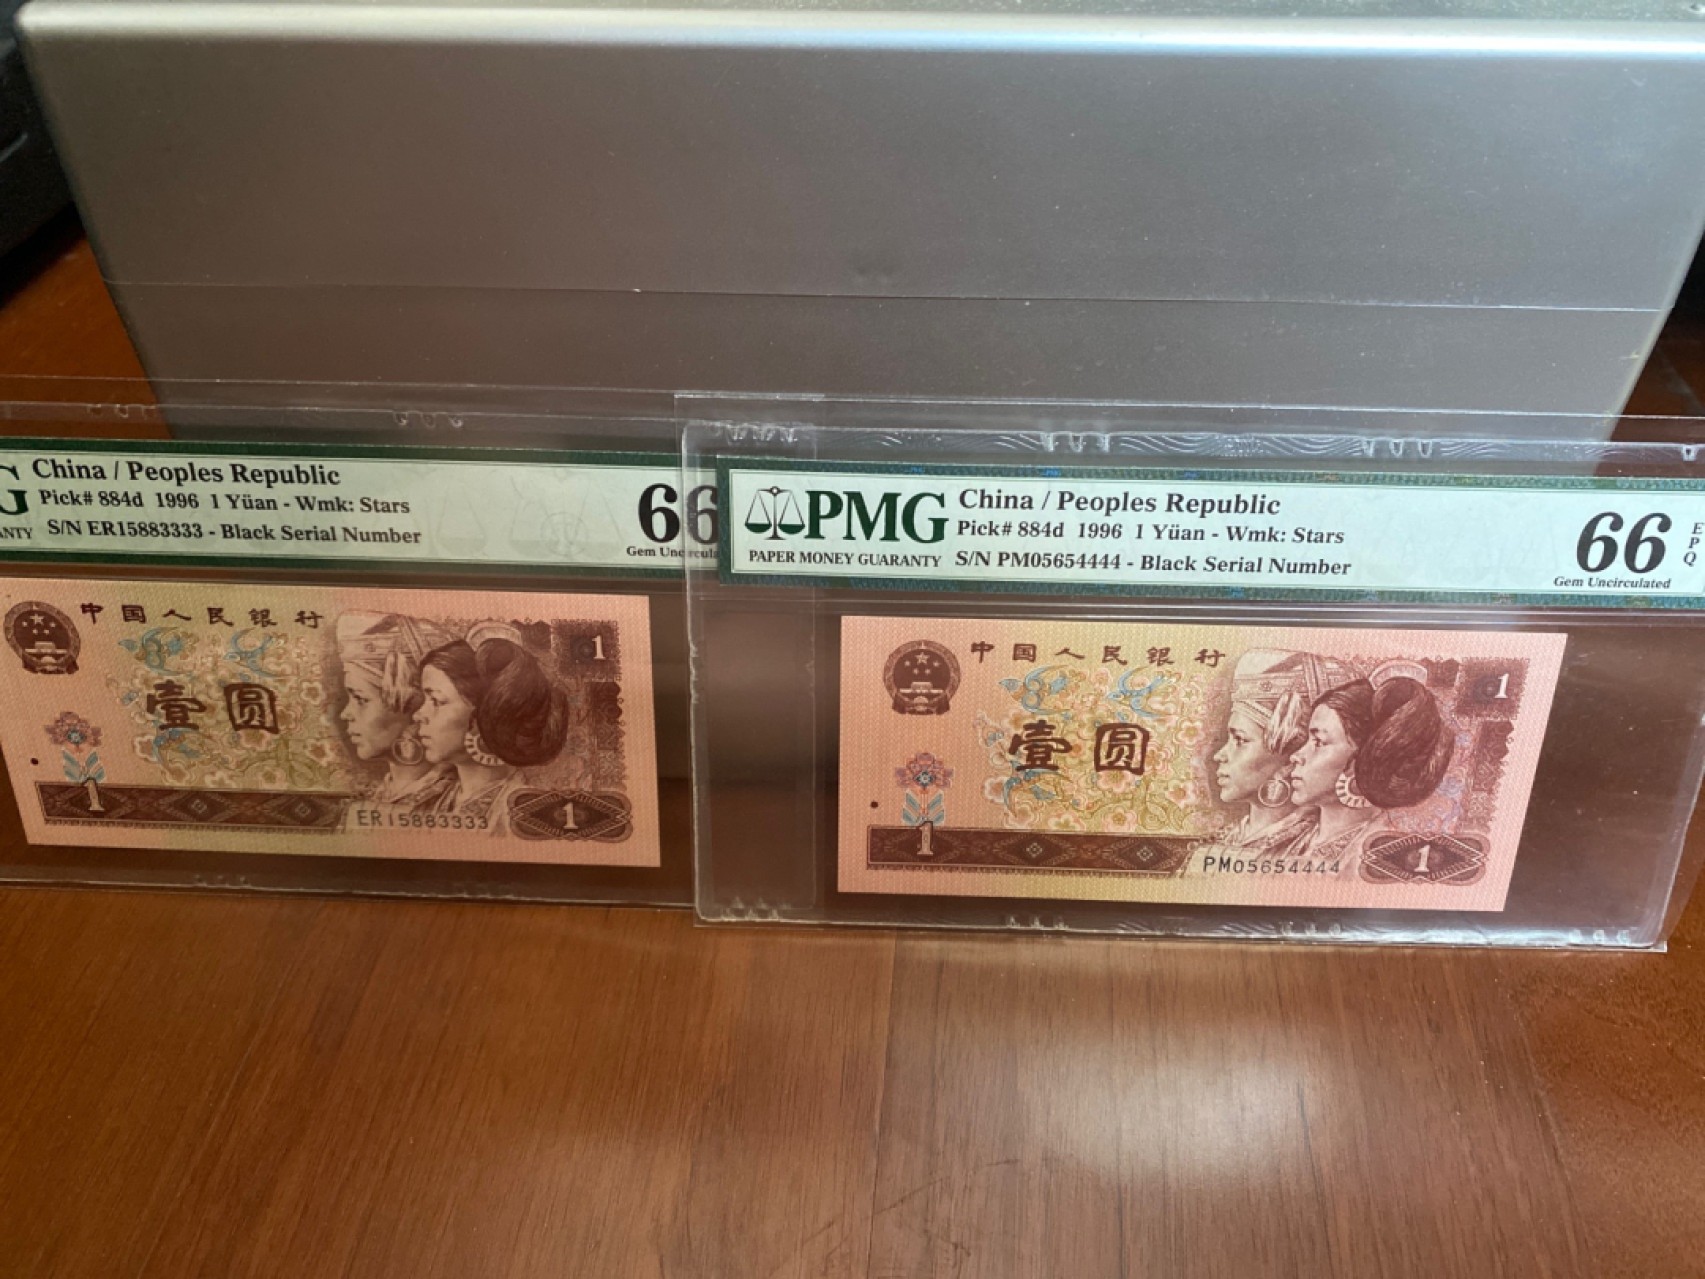 China / Peoples Republic
Pick# 884d 1996 1 Yüan - Wmk: Stars
S/N ER15883333 - Black Serial Number
66
中国人民银行
壹圆
1
1
ER15883333
1
PMG
PAPER MONEY GUARANTY
China / Peoples Republic
Pick# 884d 1996 1 Yüan - Wmk: Stars
S/N PM05654444 - Black Serial Number
66
EPQ
Gem Uncirculated
中国人民银行
壹圆
1
1
PM05654444
1